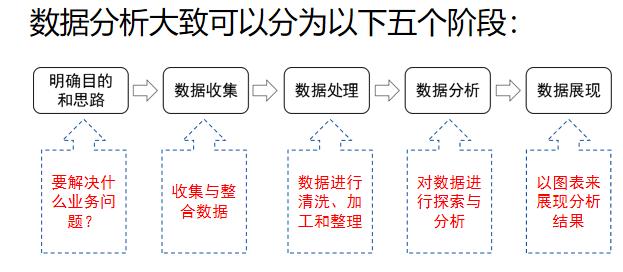 数据分析大致可以分为以下五个阶段：
明确目的
和思路
数据收集
数据处理
数据分析
数据展现
要解决什
么业务问
题？
收集与整
合数据
数据进行
清洗、加
工和整理
对数据进
行探索与
分析
以图表来
展现分析
结果